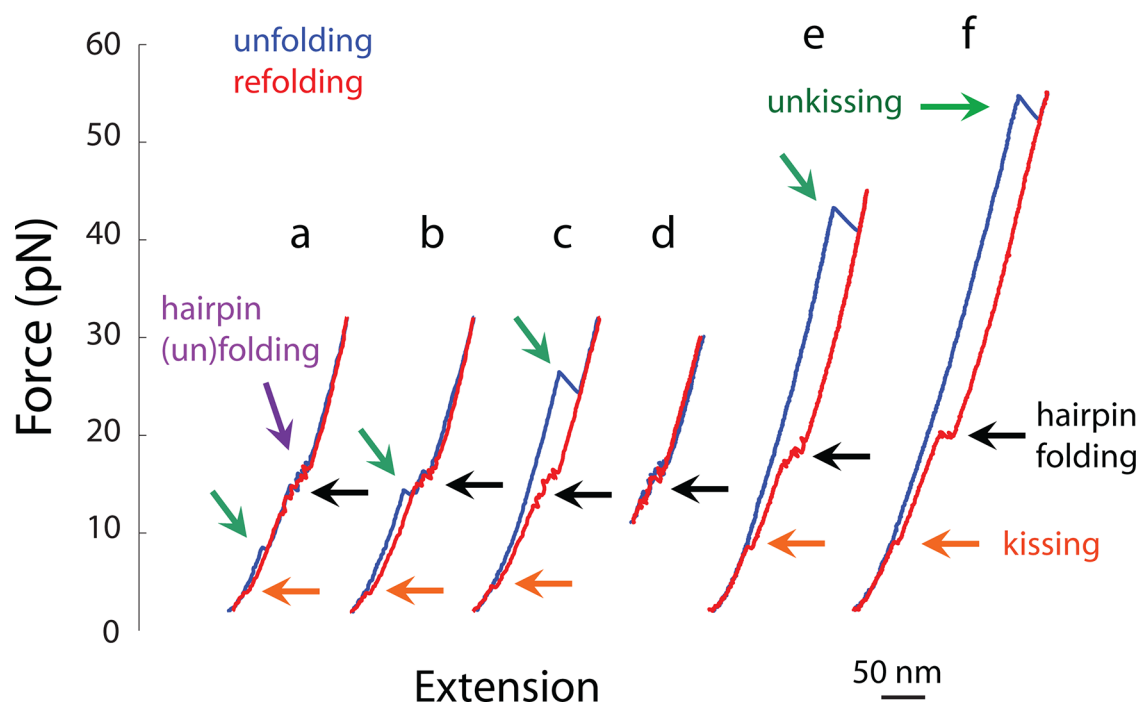 e
f
60
unfolding
refolding
unkissing
50
a
b
c
d
40
Force (pN)
hairpin
(un)folding
30
20
hairpin
folding
10
kissing
0
Extension
50 nm